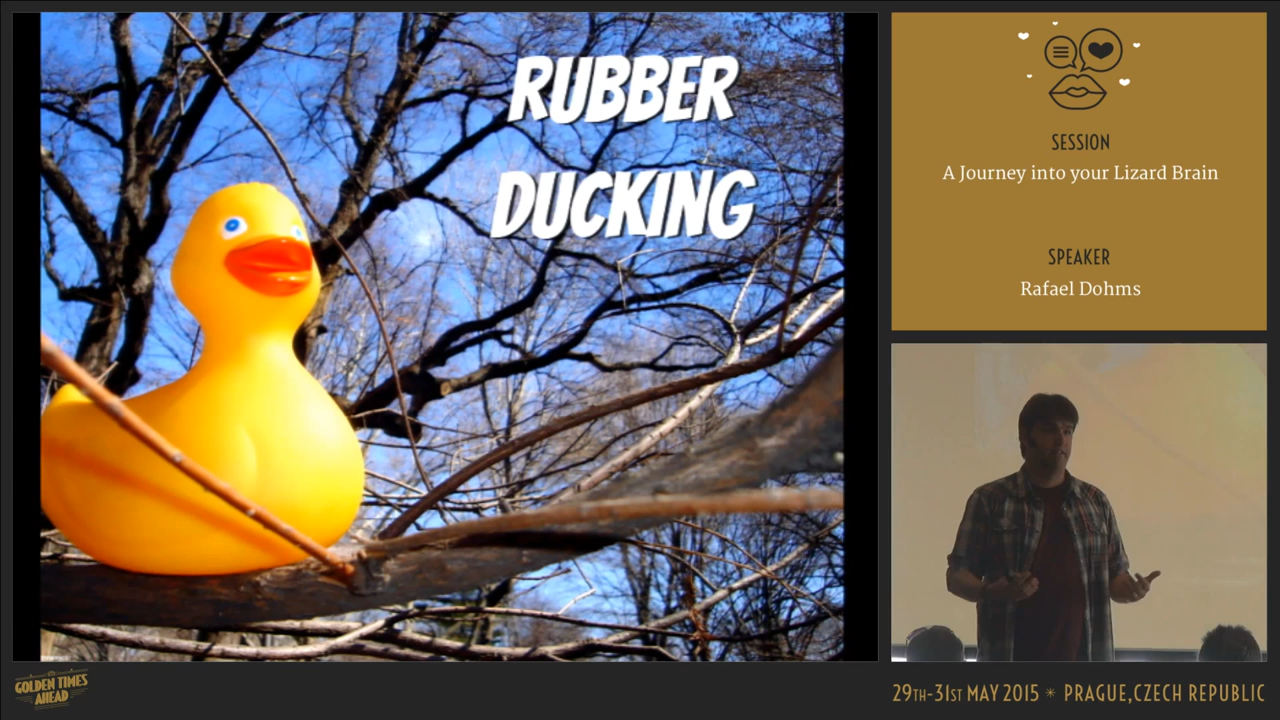 RUBBER
DUCKING
SESSION
A Journey into your Lizard Brain
SPEAKER
Rafael Dohms
GOLDEN TIMES
AHEAD
29TH-31ST MAY 2015 * PRAGUE,CZECH REPUBLIC